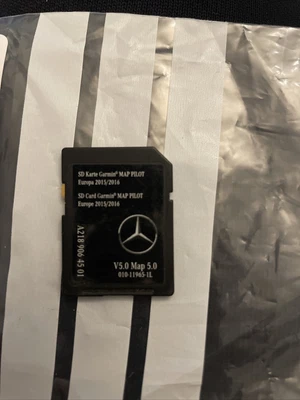 SD Karte Garmin® MAP PILOT
Europa 2015/2016
SD Card Garmin® MAP PILOT
Europe 2015/2016
A218 906 45 01
V5.0 Map 5.0
010-11965-1L